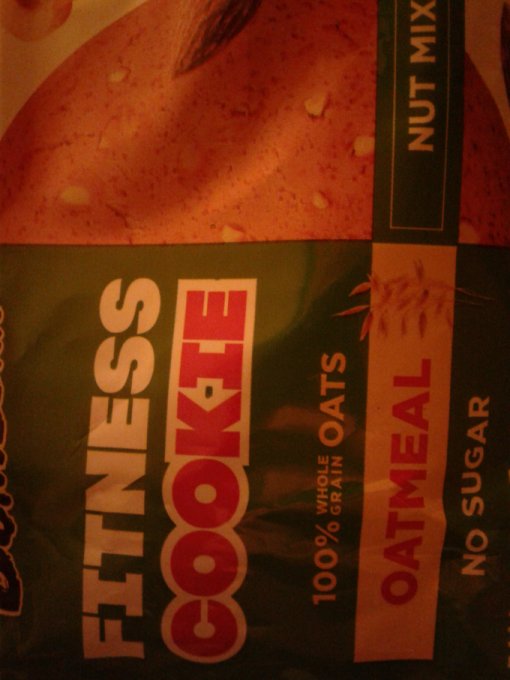 FITNESS
COOKIE
100% WHOLE GRAIN OATS
OATMEAL
NUT MIX
NO SUGAR